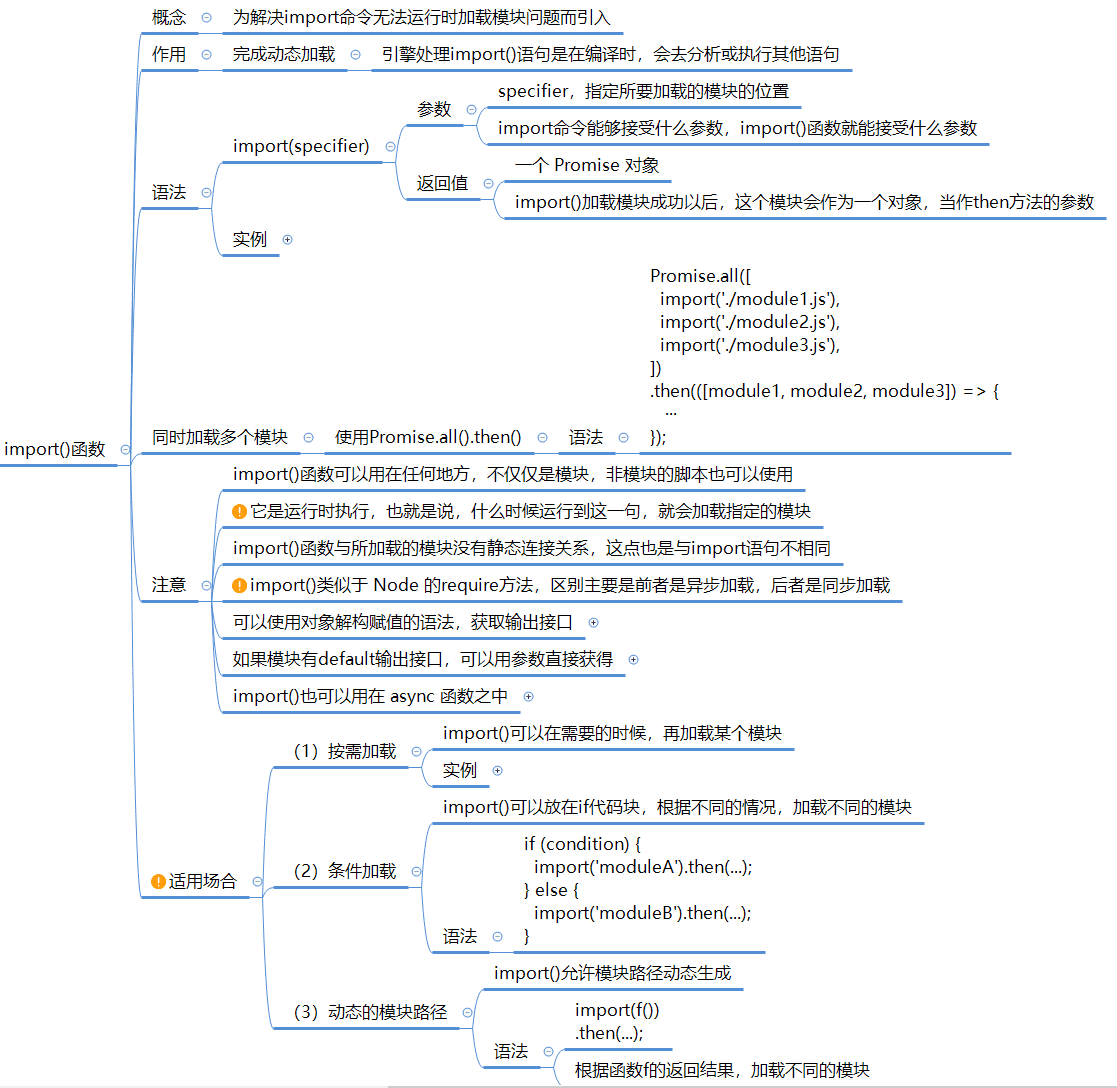 概念
为解决import命令无法运行时加载模块问题而引入
作用
完成动态加载
引擎处理import()语句是在编译时，会去分析或执行其他语句
语法
import(specifier)
参数
specifier，指定所要加载的模块的位置
import命令能够接受什么参数，import()函数就能接受什么参数
返回值
一个 Promise 对象
import()加载模块成功以后，这个模块会作为一个对象，当作then方法的参数
实例
import()函数
同时加载多个模块
使用Promise.all().then()
语法
Promise.all([
import('./module1.js'),
import('./module2.js'),
import('./module3.js'),
])
.then(([module1, module2, module3]) => {
...
});
注意
import()函数可以用在任何地方，不仅仅是模块，非模块的脚本也可以使用
它是运行时执行，也就是说，什么时候运行到这一句，就会加载指定的模块
import()函数与所加载的模块没有静态连接关系，这点也是与import语句不相同
import()类似于 Node 的require方法，区别主要是前者是异步加载，后者是同步加载
可以使用对象解构赋值的语法，获取输出接口
如果模块有default输出接口，可以用参数直接获得
import()也可以用在 async 函数之中
适用场合
（1）按需加载
import()可以在需要的时候，再加载某个模块
实例
（2）条件加载
import()可以放在if代码块，根据不同的情况，加载不同的模块
语法
if (condition) {
import('moduleA').then(...);
} else {
import('moduleB').then(...);
}
（3）动态的模块路径
import()允许模块路径动态生成
语法
import(f())
.then(...);
根据函数f的返回结果，加载不同的模块